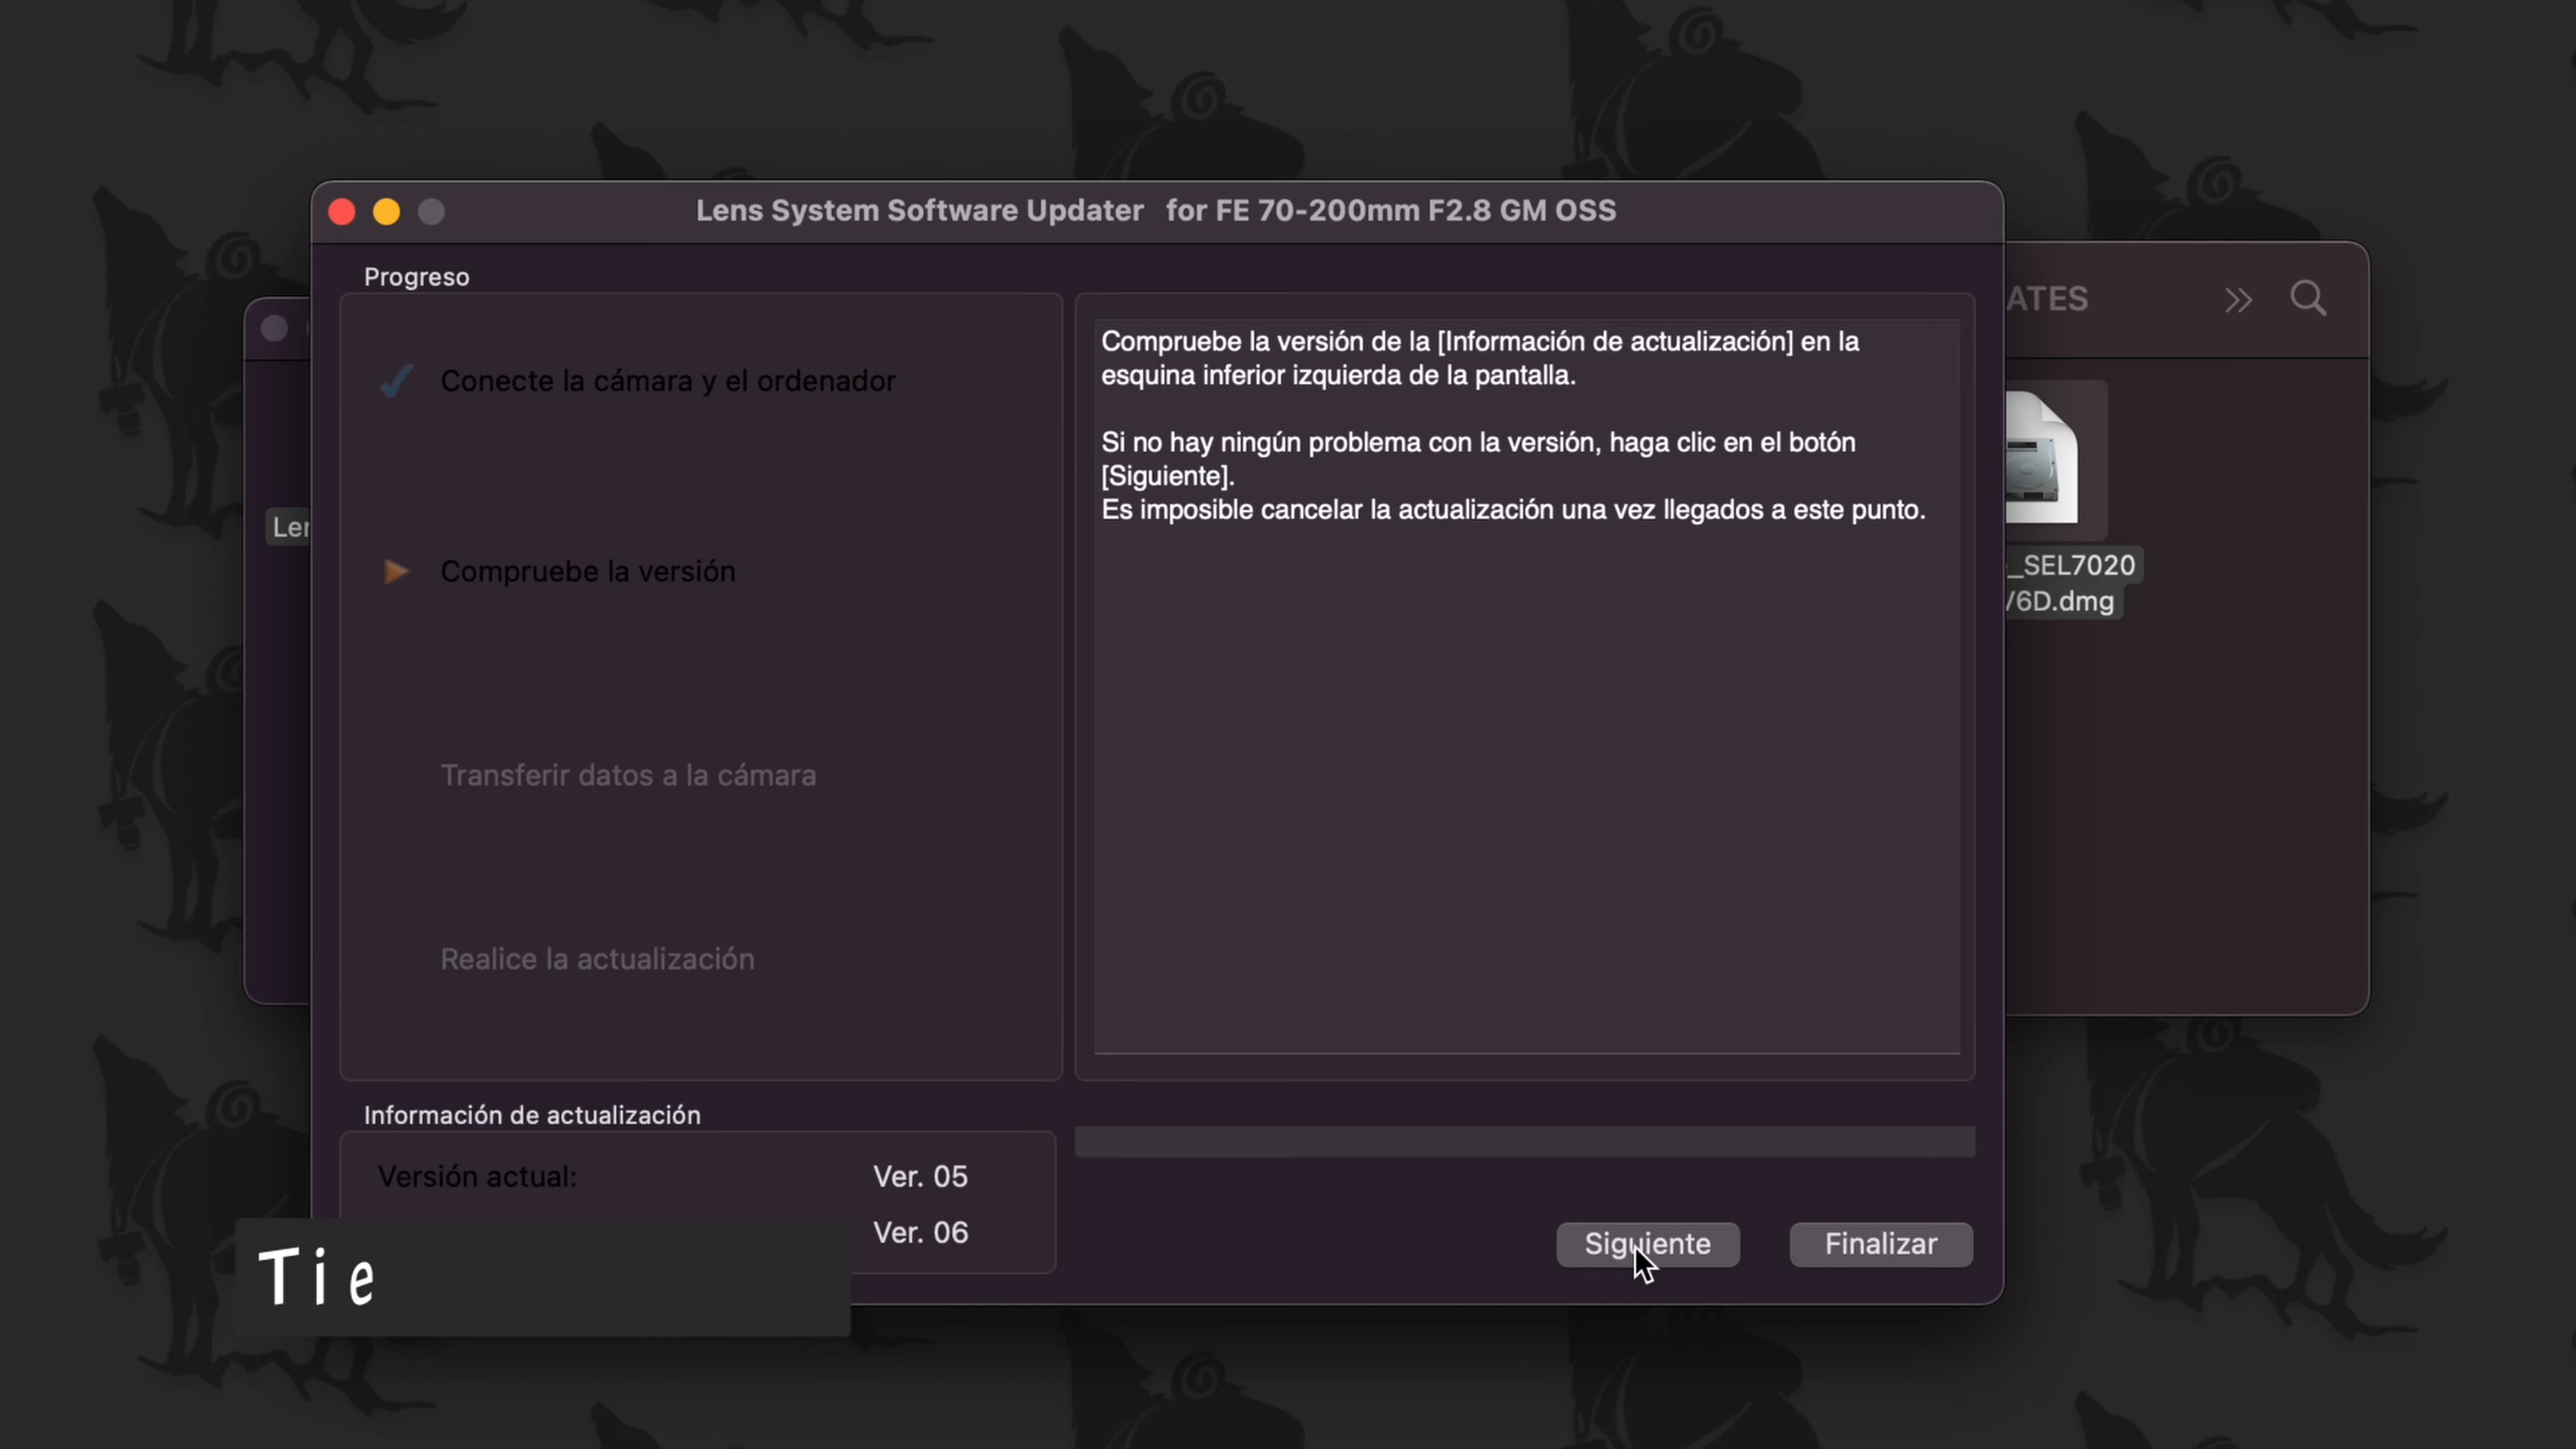 Lens System Software Updater for FE 70-200mm F2.8 GM OSS
Progreso
Conecte la cámara y el ordenador
Compruebe la versión
Transferir datos a la cámara
Realice la actualización
Compruebe la versión de la [Información de actualización] en la
esquina inferior izquierda de la pantalla.
Si no hay ningún problema con la versión, haga clic en el botón
[Siguiente].
Es imposible cancelar la actualización una vez llegados a este punto.
Información de actualización
Versión actual: Ver. 05
Ver. 06
Siguiente
Finalizar
Tie
Ler
ATES
_SEL7020
V6D.dmg